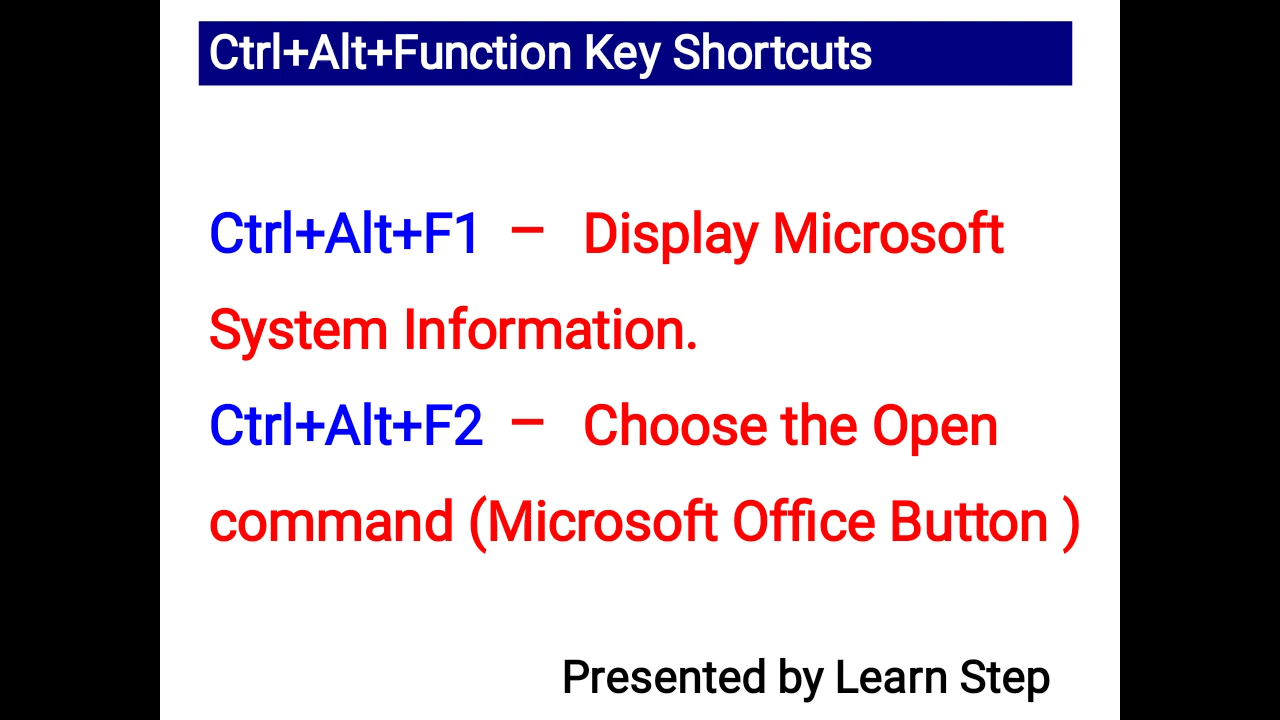 Ctrl+Alt+Function Key Shortcuts
Ctrl+Alt+F1 – Display Microsoft
System Information.
Ctrl+Alt+F2 – Choose the Open
command (Microsoft Office Button )
Presented by Learn Step